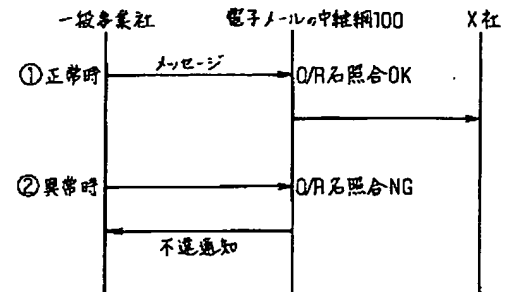 一般事業社 電子メールの中継網100 X社
①正常時 メッセージ O/R名照合OK
②異常時 O/R名照合NG
不達通知